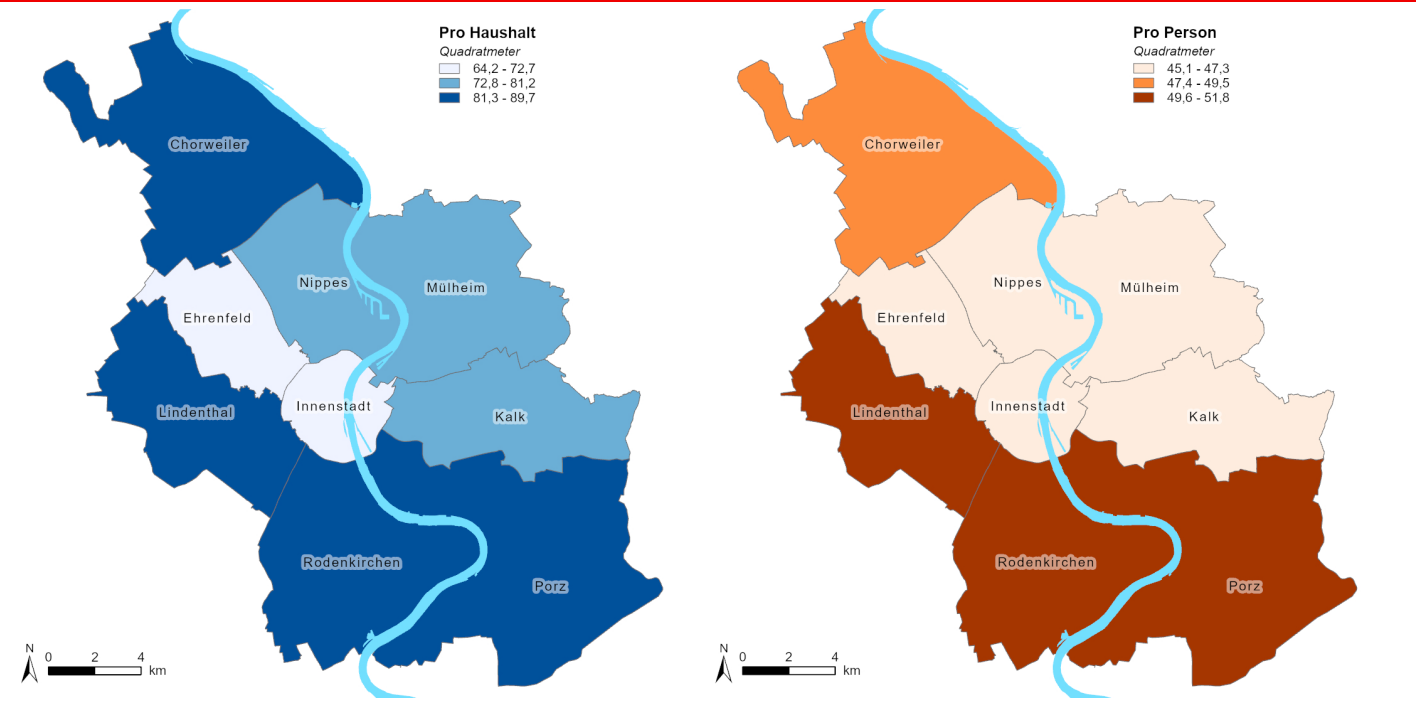 Pro Haushalt
Quadratmeter
64,2 - 72,7
72,8 - 81,2
81,3 - 89,7
Chorweiler
Nippes
Mülheim
Ehrenfeld
Lindenthal
Innenstadt
Kalk
Rodenkirchen
Porz
N
0 2 4 km
Pro Person
Quadratmeter
45,1 - 47,3
47,4 - 49,5
49,6 - 51,8
Chorweiler
Nippes
Mülheim
Ehrenfeld
Lindenthal
Innenstadt
Kalk
Rodenkirchen
Porz
N
0 2 4 km